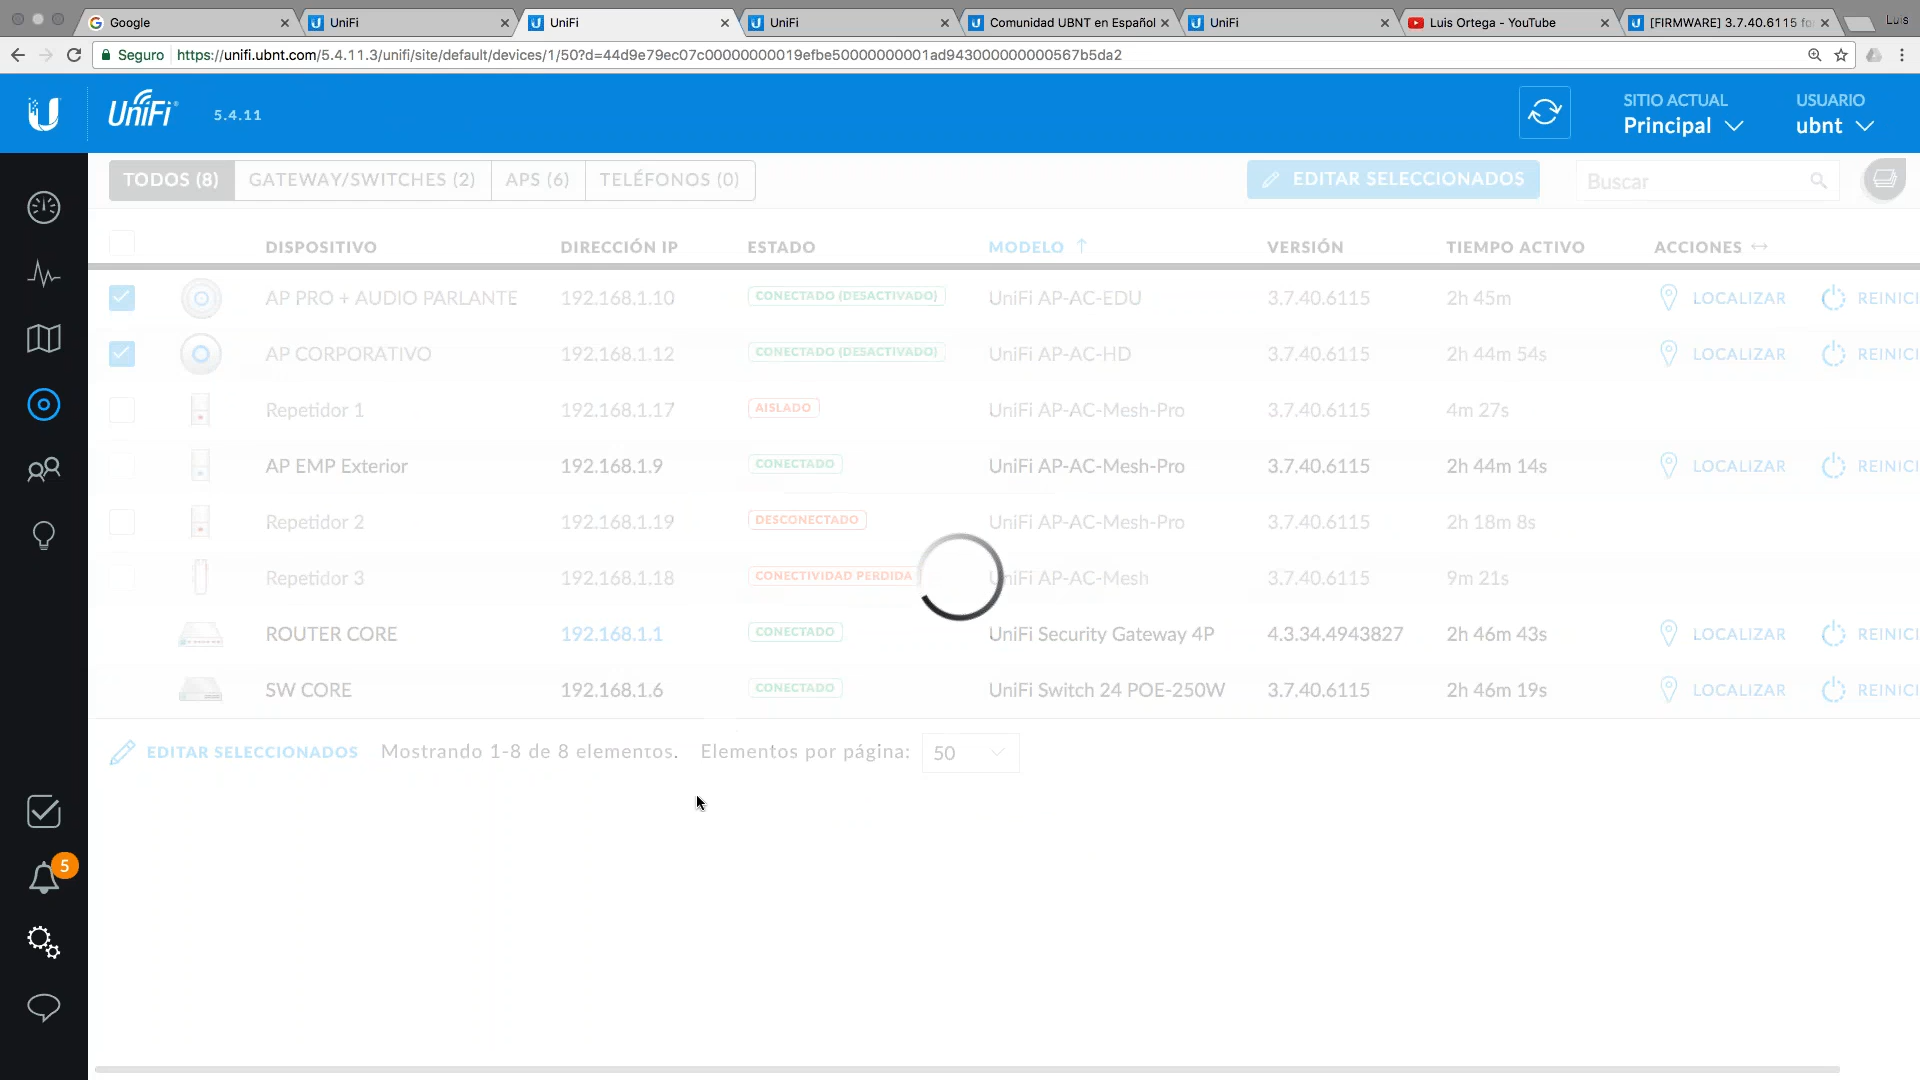 Google
UniFi
UniFi
UniFi
Comunidad UBNT en Español
UniFi
Luis Ortega - YouTube
[FIRMWARE] 3.7.40.6115 fo
Luis
Seguro
https://unifi.ubnt.com/5.4.11.3/unifi/site/default/devices/1/50?d=44d9e79ec07c00000000019efbe50000000001ad943000000000567b5da2
UniFi
5.4.11
SITIO ACTUAL
Principal
USUARIO
ubnt
TODOS (8)
GATEWAY/SWITCHES (2)
APS (6)
TELÉFONOS (0)
EDITAR SELECCIONADOS
Buscar
DISPOSITIVO DIRECCIÓN IP ESTADO MODELO ↑ VERSIÓN TIEMPO ACTIVO ACCIONES ↔
AP PRO + AUDIO PARLANTE 192.168.1.10 CONECTADO (DESACTIVADO) UniFi AP-AC-EDU 3.7.40.6115 2h 45m LOCALIZAR REINICI
AP CORPORATIVO 192.168.1.12 CONECTADO (DESACTIVADO) UniFi AP-AC-HD 3.7.40.6115 2h 44m 54s LOCALIZAR REINICI
Repetidor 1 192.168.1.17 AISLADO UniFi AP-AC-Mesh-Pro 3.7.40.6115 4m 27s
AP EMP Exterior 192.168.1.9 CONECTADO UniFi AP-AC-Mesh-Pro 3.7.40.6115 2h 44m 14s LOCALIZAR REINICI
Repetidor 2 192.168.1.19 DESCONECTADO UniFi AP-AC-Mesh-Pro 3.7.40.6115 2h 18m 8s
Repetidor 3 192.168.1.18 CONECTIVIDAD PERDIDA UniFi AP-AC-Mesh 3.7.40.6115 9m 21s
ROUTER CORE 192.168.1.1 CONECTADO UniFi Security Gateway 4P 4.3.34.4943827 2h 46m 43s LOCALIZAR REINICI
SW CORE 192.168.1.6 CONECTADO UniFi Switch 24 POE-250W 3.7.40.6115 2h 46m 19s LOCALIZAR REINICI
EDITAR SELECCIONADOS Mostrando 1-8 de 8 elementos. Elementos por página: 50
5